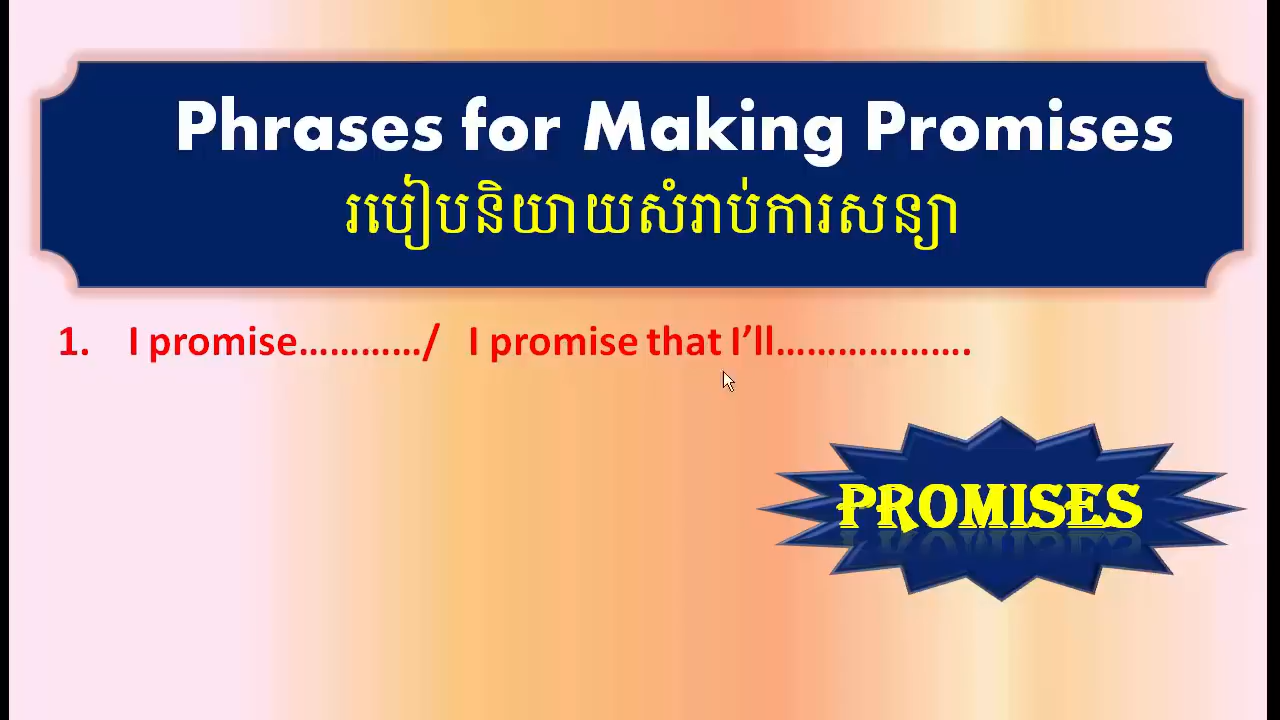 Phrases for Making Promises
របៀបនិយាយសំរាប់ការសន្យា
1. I promise…………/ I promise that I’ll……………….
PROMISES